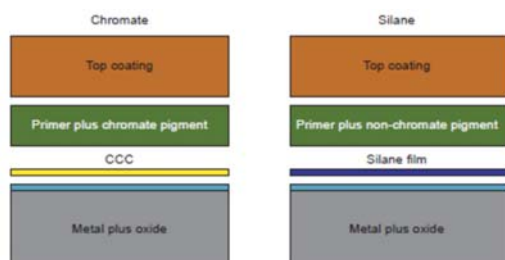 Chromate
Top coating
Primer plus chromate pigment
CCC
Metal plus oxide
Silane
Top coating
Primer plus non-chromate pigment
Silane film
Metal plus oxide